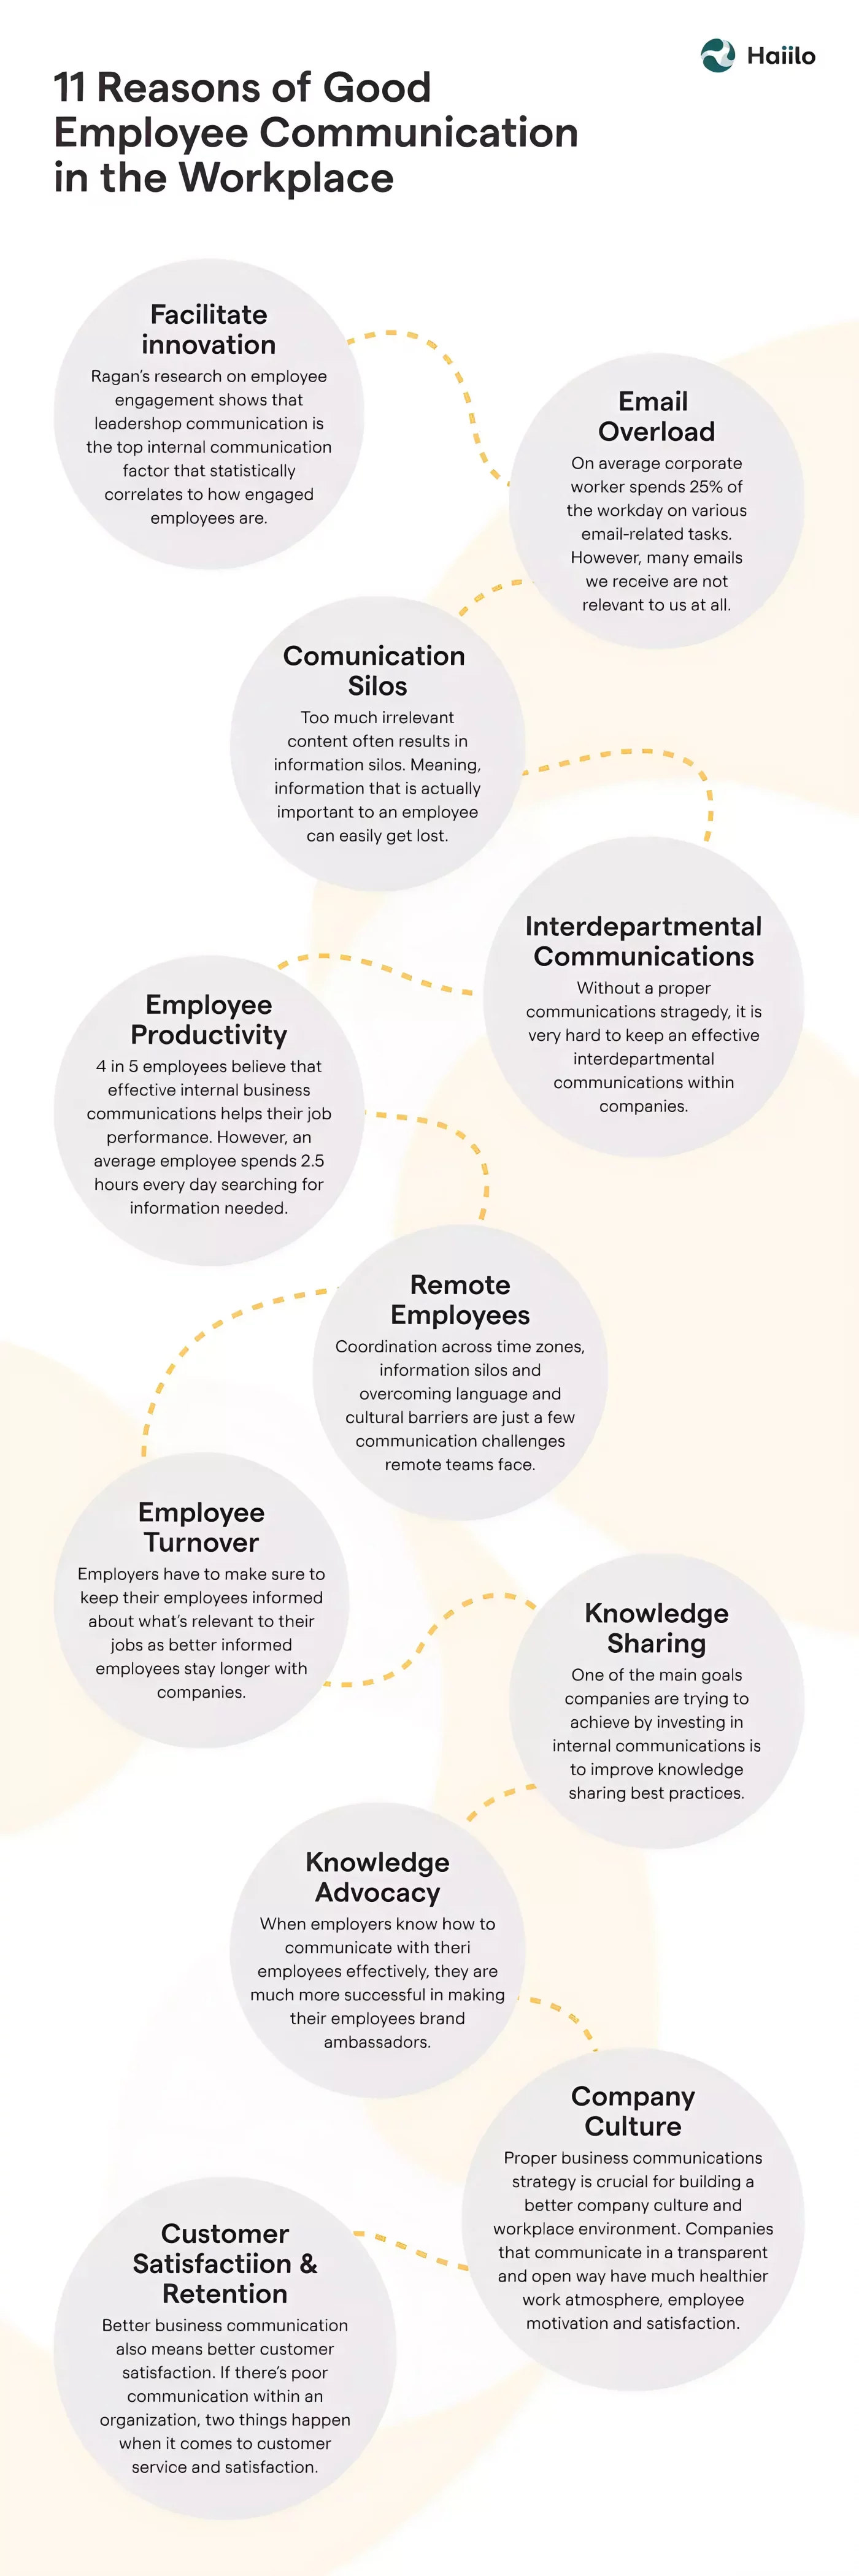 Haiilo
11 Reasons of Good
Employee Communication
in the Workplace
Facilitate
innovation
Ragan's research on employee
engagement shows that
leadershop communication is
the top internal communication
factor that statistically
correlates to how engaged
employees are.
Email
Overload
On average corporate
worker spends 25% of
the workday on various
email-related tasks.
However, many emails
we receive are not
relevant to us at all.
Comunication
Silos
Too much irrelevant
content often results in
information silos. Meaning,
information that is actually
important to an employee
can easily get lost.
Interdepartmental
Communications
Without a proper
communications stragedy, it is
very hard to keep an effective
interdepartmental
communications within
companies.
Employee
Productivity
4 in 5 employees believe that
effective internal business
communications helps their job
performance. However, an
average employee spends 2.5
hours every day searching for
information needed.
Remote
Employees
Coordination across time zones,
information silos and
overcoming language and
cultural barriers are just a few
communication challenges
remote teams face.
Employee
Turnover
Employers have to make sure to
keep their employees informed
about what's relevant to their
jobs as better informed
employees stay longer with
companies.
Knowledge
Sharing
One of the main goals
companies are trying to
achieve by investing in
internal communications is
to improve knowledge
sharing best practices.
Knowledge
Advocacy
When employers know how to
communicate with theri
employees effectively, they are
much more successful in making
their employees brand
ambassadors.
Company
Culture
Proper business communications
strategy is crucial for building a
better company culture and
workplace environment. Companies
that communicate in a transparent
and open way have much healthier
work atmosphere, employee
motivation and satisfaction.
Customer
Satisfactiion &
Retention
Better business communication
also means better customer
satisfaction. If there's poor
communication within an
organization, two things happen
when it comes to customer
service and satisfaction.